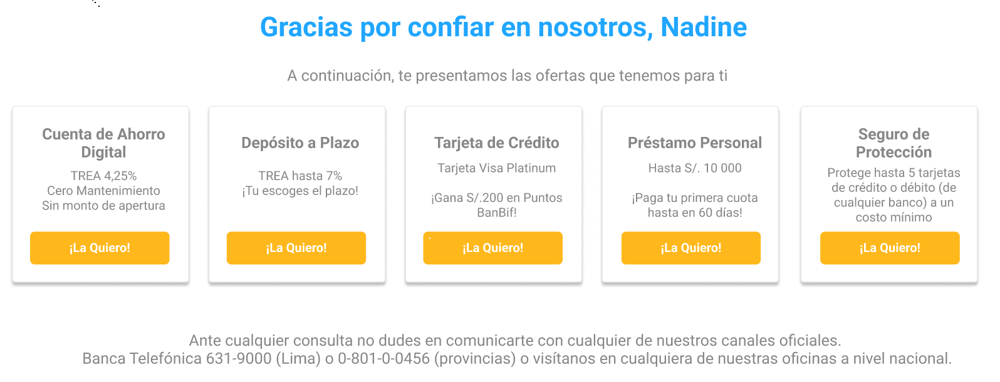 Gracias por confiar en nosotros, Nadine
A continuación, te presentamos las ofertas que tenemos para ti
Cuenta de Ahorro
Digital
TREA 4,25%
Cero Mantenimiento
Sin monto de apertura
¡La Quiero!
Depósito a Plazo
TREA hasta 7%
¡Tu escoges el plazo!
¡La Quiero!
Tarjeta de Crédito
Tarjeta Visa Platinum
¡Gana S/.200 en Puntos
BanBif!
¡La Quiero!
Préstamo Personal
Hasta S/. 10 000
¡Paga tu primera cuota
hasta en 60 días!
¡La Quiero!
Seguro de
Protección
Protege hasta 5 tarjetas
de crédito o débito (de
cualquier banco) a un
costo mínimo
¡La Quiero!
Ante cualquier consulta no dudes en comunicarte con cualquier de nuestros canales oficiales.
Banca Telefónica 631-9000 (Lima) o 0-801-0-0456 (provincias) o visítanos en cualquiera de nuestras oficinas a nivel nacional.